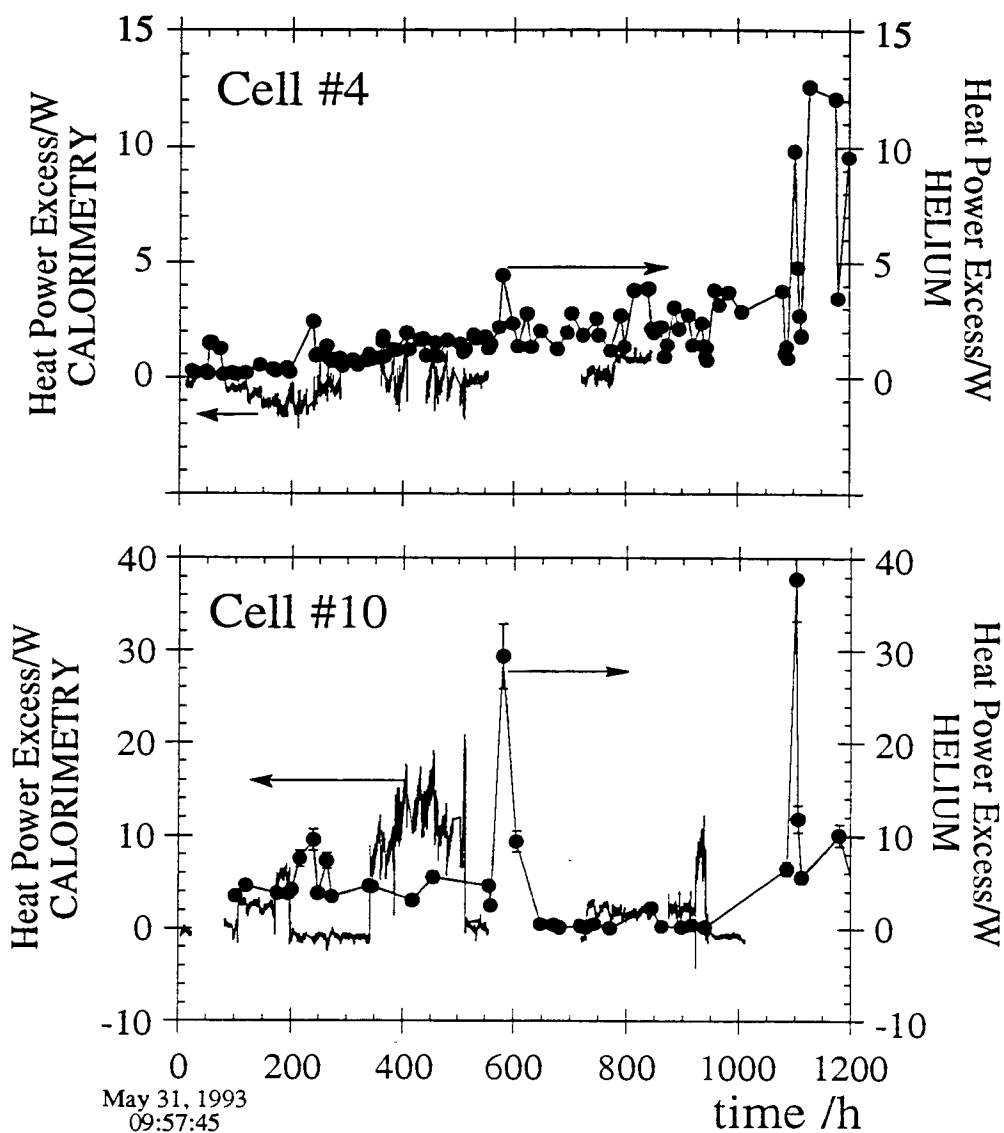 Cell #4
Heat Power Excess/W
CALORIMETRY
15
10
5
0
15
10
5
0
Heat Power Excess/W
HELIUM
Cell #10
Heat Power Excess/W
CALORIMETRY
40
30
20
10
0
-10
40
30
20
10
0
-10
Heat Power Excess/W
HELIUM
0 200 400 600 800 1000 1200
May 31, 1993
09:57:45
time /h